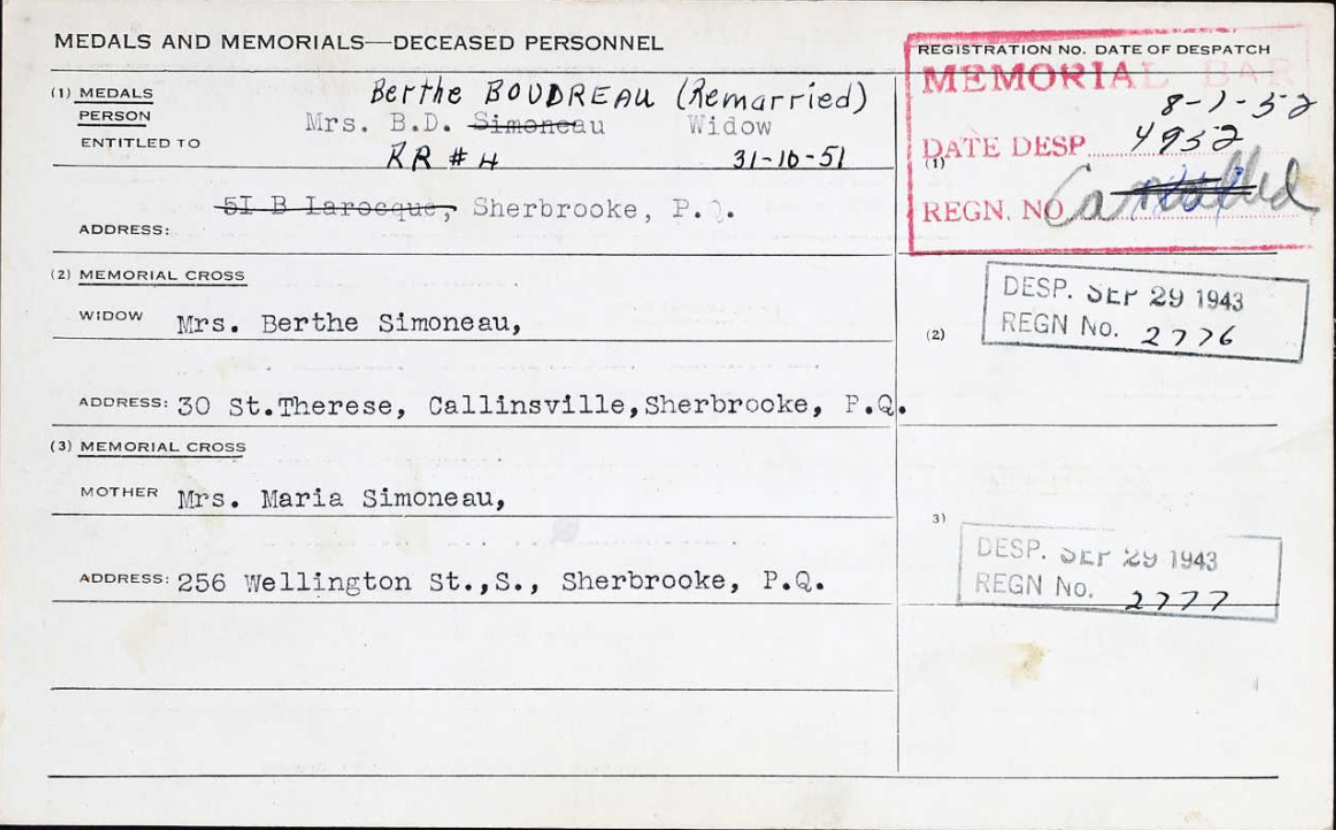 MEDALS AND MEMORIALS—DECEASED PERSONNEL
REGISTRATION NO. DATE OF DESPATCH
MEMORIAL BAR
8-1-52
DATE DESP 4952
(1)
REGN. NO Cancelled
(1) MEDALS
PERSON
ENTITLED TO
Berthe BOUDREAU (Remarried)
Mrs. B.D. Simoneau Widow
RR # 4 31-10-51
51 B Larocque, Sherbrooke, P.Q.
ADDRESS:
(2) MEMORIAL CROSS
WIDOW Mrs. Berthe Simoneau,
(2)
DESP. SEP 29 1943
REGN No. 2776
ADDRESS: 30 St.Therese, Callinsville,Sherbrooke, P.Q.
(3) MEMORIAL CROSS
MOTHER Mrs. Maria Simoneau,
3)
DESP. SEP 29 1943
REGN No. 2777
ADDRESS: 256 Wellington St.,S., Sherbrooke, P.Q.